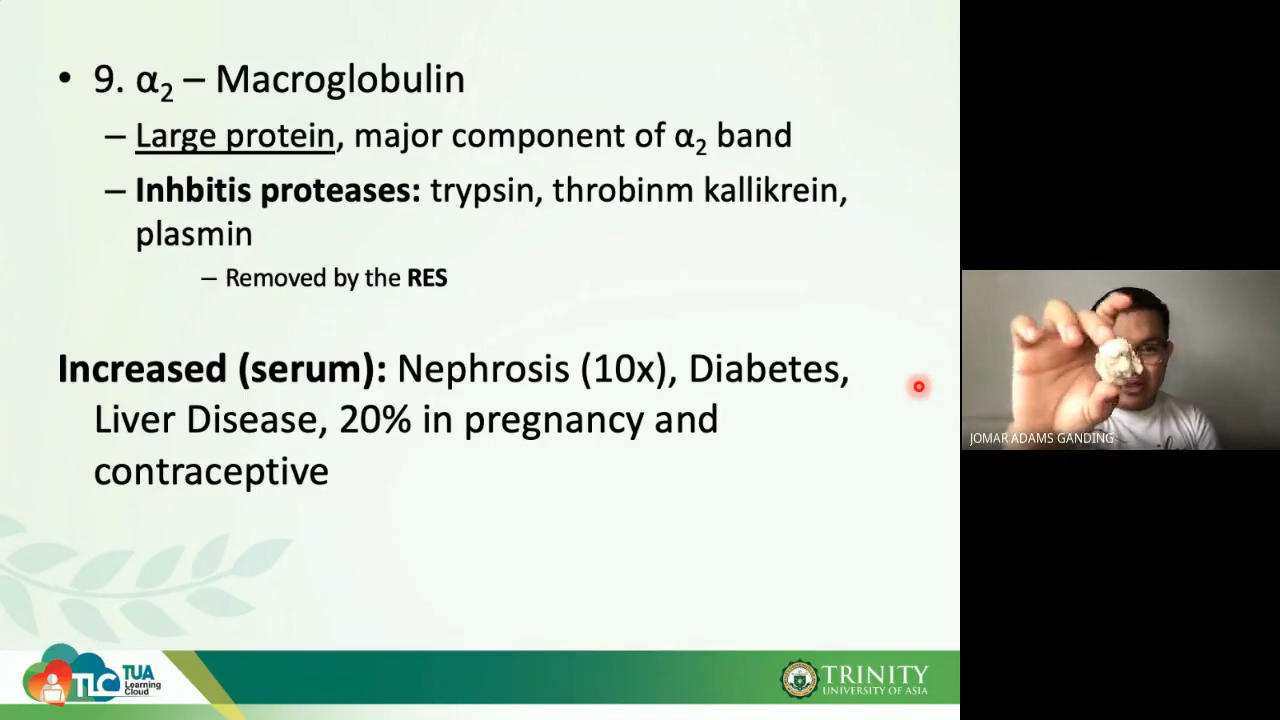 • 9. α₂ – Macroglobulin
– Large protein, major component of α₂ band
– Inhbitis proteases: trypsin, throbinm kallikrein,
plasmin
– Removed by the RES
Increased (serum): Nephrosis (10x), Diabetes,
Liver Disease, 20% in pregnancy and
contraceptive
JOMAR ADAMS GANDING
TLC TUA
Learning
Cloud
TRINITY
UNIVERSITY OF ASIA